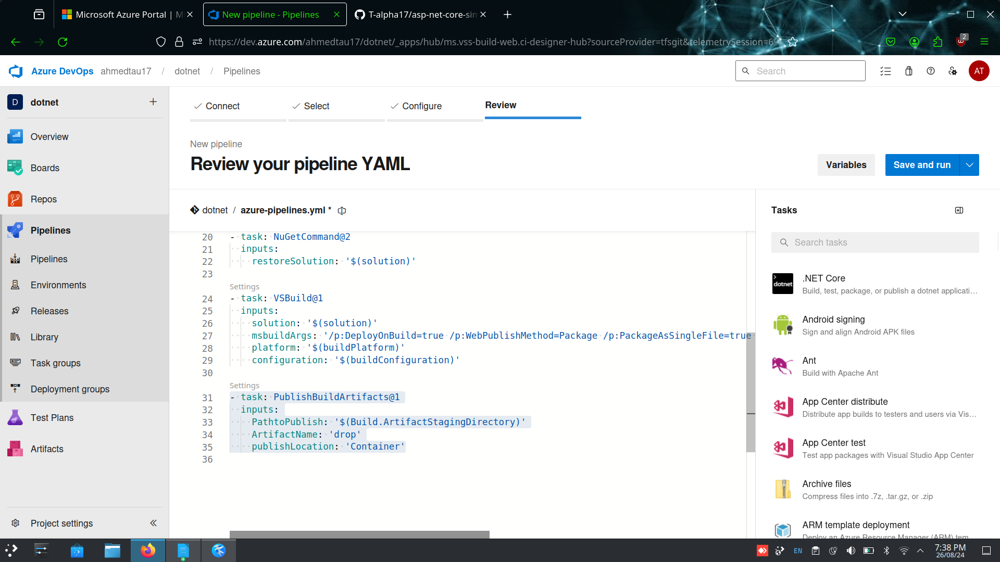 Microsoft Azure Portal | M
New pipeline - Pipelines
T-alpha17/asp-net-core-sim
https://dev.azure.com/ahmedtau17/dotnet/_apps/hub/ms.vss-build-web.ci-designer-hub?sourceProvider=tfsgit&telemetrySession=6
2
Azure DevOps ahmedtau17 / dotnet / Pipelines
Search
AT
D dotnet
Overview
Boards
Repos
Pipelines
Pipelines
Environments
Releases
Library
Task groups
Deployment groups
Test Plans
Artifacts
Project settings
Connect
Select
Configure
Review
New pipeline
Review your pipeline YAML
Variables
Save and run
dotnet / azure-pipelines.yml *
20 - task: NuGetCommand@2
21 inputs:
22 restoreSolution: '$(solution)'
23
Settings
24 - task: VSBuild@1
25 inputs:
26 solution: '$(solution)'
27 msbuildArgs: '/p:DeployOnBuild=true /p:WebPublishMethod=Package /p:PackageAsSingleFile=true
28 platform: '$(buildPlatform)'
29 configuration: '$(buildConfiguration)'
30
Settings
31 - task: PublishBuildArtifacts@1
32 inputs:
33 PathtoPublish: '$(Build.ArtifactStagingDirectory)'
34 ArtifactName: 'drop'
35 publishLocation: 'Container'
36
Tasks
Search tasks
dotnet
.NET Core
Build, test, package, or publish a dotnet applicati...
Android signing
Sign and align Android APK files
Ant
Build with Apache Ant
App Center distribute
Distribute app builds to testers and users via Vis...
App Center test
Test app packages with Visual Studio App Center
Archive files
Compress files into .7z, .tar.gz, or .zip
ARM template deployment
Deploy an Azure Resource Manager (ARM) tem
EN
7:38 PM
26/08/24